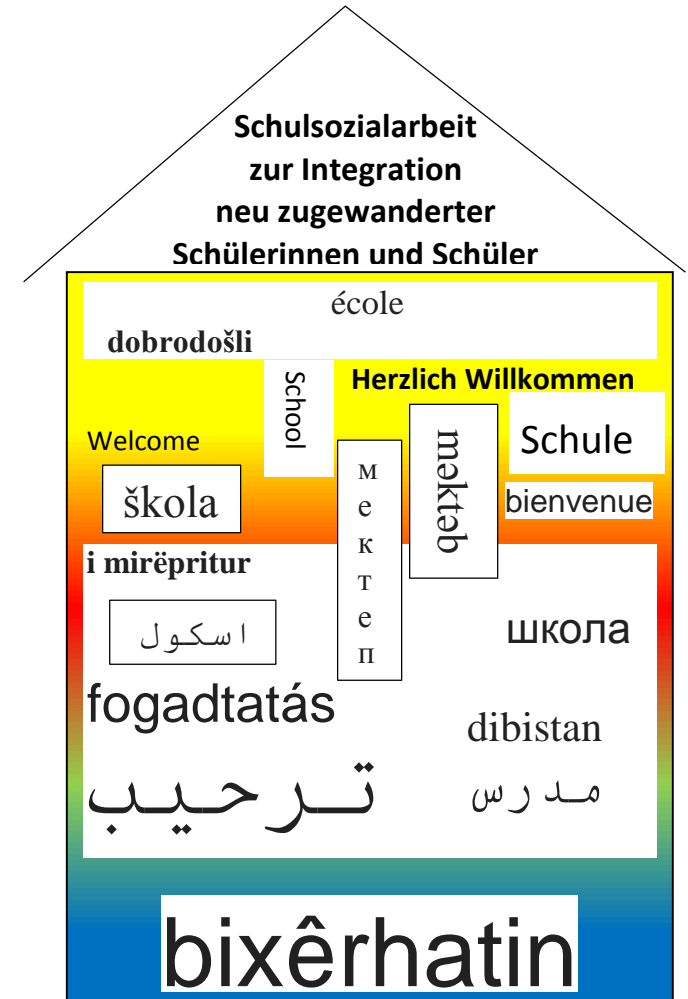 Schulsozialarbeit
zur Integration
neu zugewanderter
Schülerinnen und Schüler
école
dobrodošli
School
Herzlich Willkommen
Welcome
məktəb
Schule
škola
мектеп
bienvenue
i mirëpritur
اسکول
школа
fogadtatás
dibistan
ترحيب
مدرس
bixêrhatin